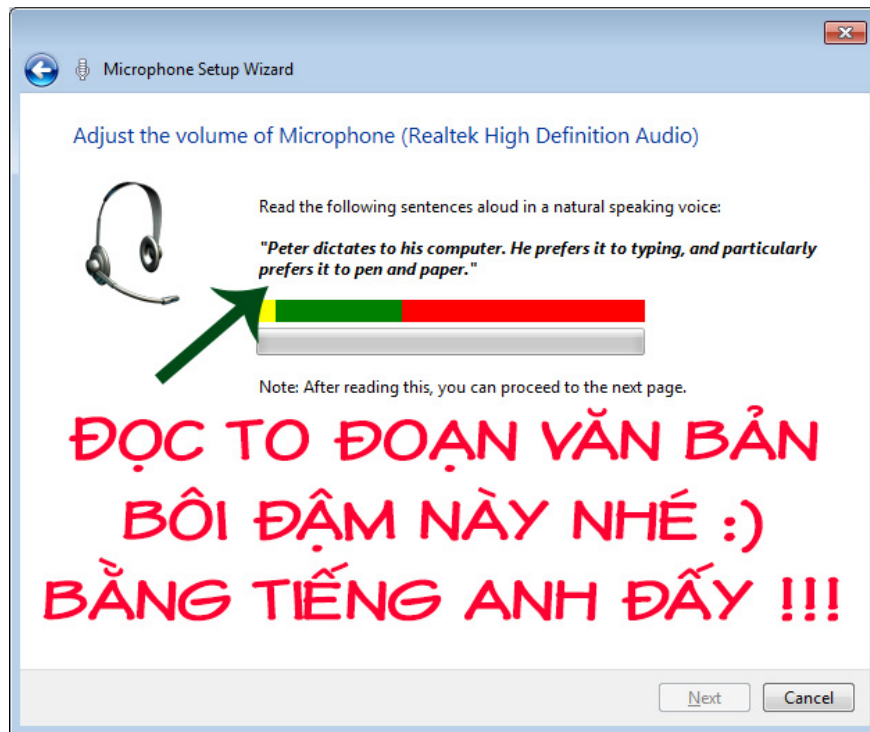 Microphone Setup Wizard
Adjust the volume of Microphone (Realtek High Definition Audio)
Read the following sentences aloud in a natural speaking voice:
"Peter dictates to his computer. He prefers it to typing, and particularly
prefers it to pen and paper."
Note: After reading this, you can proceed to the next page.
ĐỌC TO ĐOẠN VĂN BẢN
BÔI ĐẬM NÀY NHÉ :)
BẰNG TIẾNG ANH ĐẤY !!!
Next Cancel